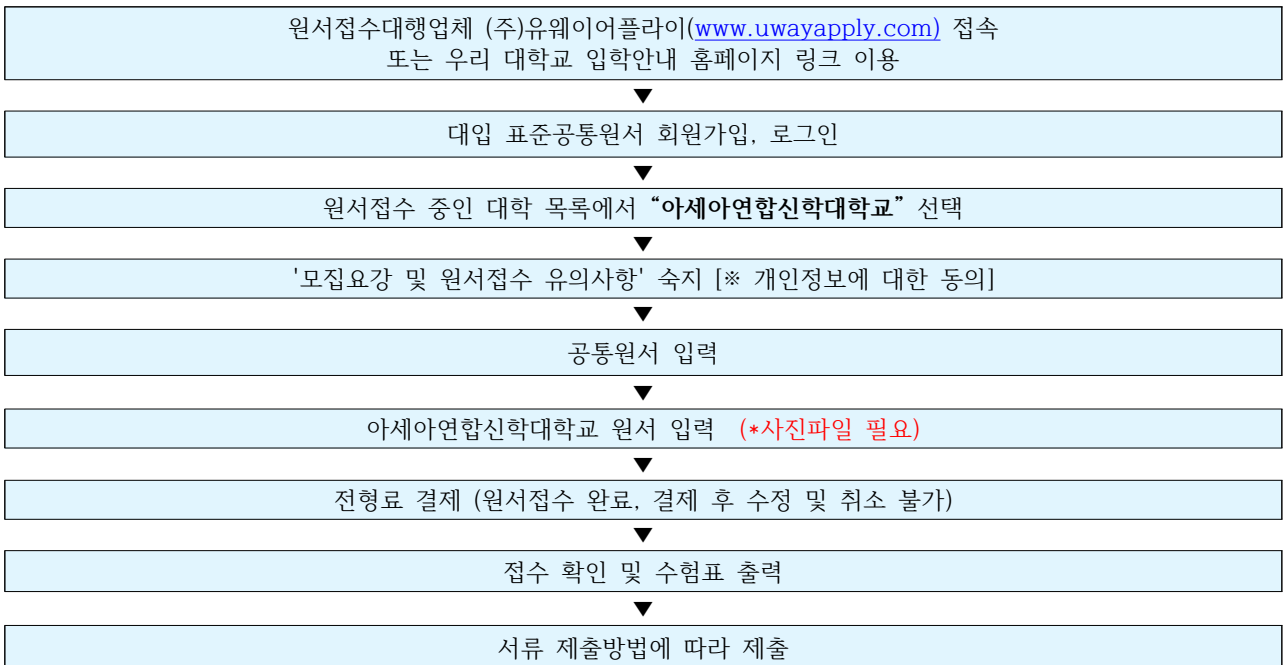 원서접수대행업체 (주)유웨이어플라이(www.uwayapply.com) 접속
또는 우리 대학교 입학안내 홈페이지 링크 이용
▼
대입 표준공통원서 회원가입, 로그인
▼
원서접수 중인 대학 목록에서 “아세아연합신학대학교” 선택
▼
'모집요강 및 원서접수 유의사항' 숙지 [※ 개인정보에 대한 동의]
▼
공통원서 입력
▼
아세아연합신학대학교 원서 입력 (*사진파일 필요)
▼
전형료 결제 (원서접수 완료, 결제 후 수정 및 취소 불가)
▼
접수 확인 및 수험표 출력
▼
서류 제출방법에 따라 제출